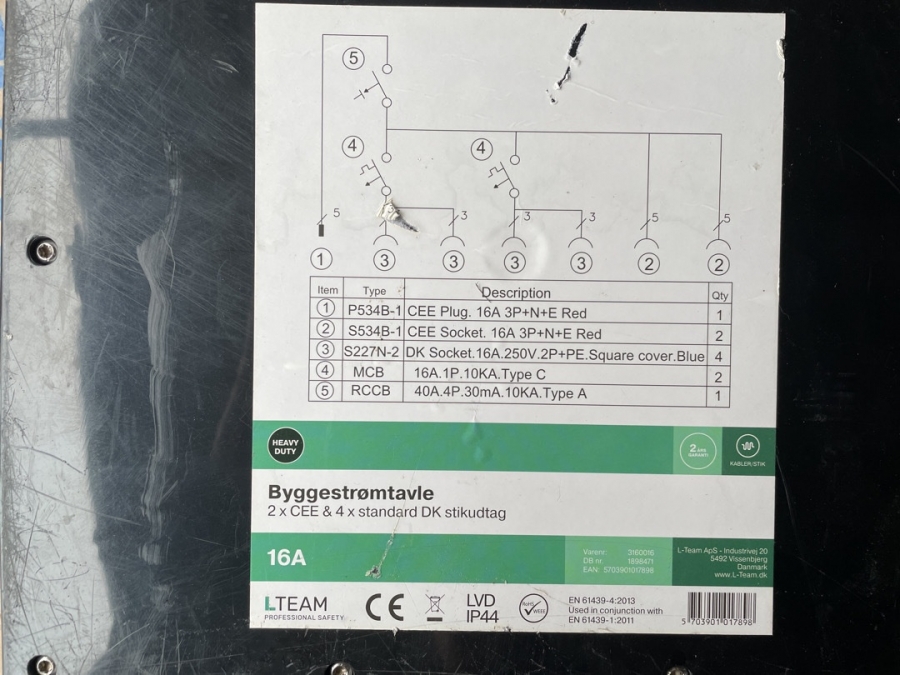 5
4
4
5
3
3
3
3
5
5
1
3
3
3
3
2
2
Item Type Description Qty
1 P534B-1 CEE Plug. 16A 3P+N+E Red 1
2 S534B-1 CEE Socket. 16A 3P+N+E Red 2
3 S227N-2 DK Socket.16A.250V.2P+PE.Square cover.Blue 4
4 MCB 16A.1P.10KA.Type C 2
5 RCCB 40A.4P.30mA.10KA.Type A 1
HEAVY
DUTY
2 ÅRS
GARANTI
KABLER/STIK
Byggestrømtavle
2 x CEE & 4 x standard DK stikudtag
16A
Varenr: 3160016
DB nr. 1898471
EAN: 5703901017898
L-Team ApS - Industrivej 20
5492 Vissenbjerg
Danmark
www.L-Team.dk
LTEAM
PROFESSIONAL SAFETY
CE
LVD
IP44
RoHS
WEEE
EN 61439-4:2013
Used in conjunction with
EN 61439-1:2011
5 703901 017898